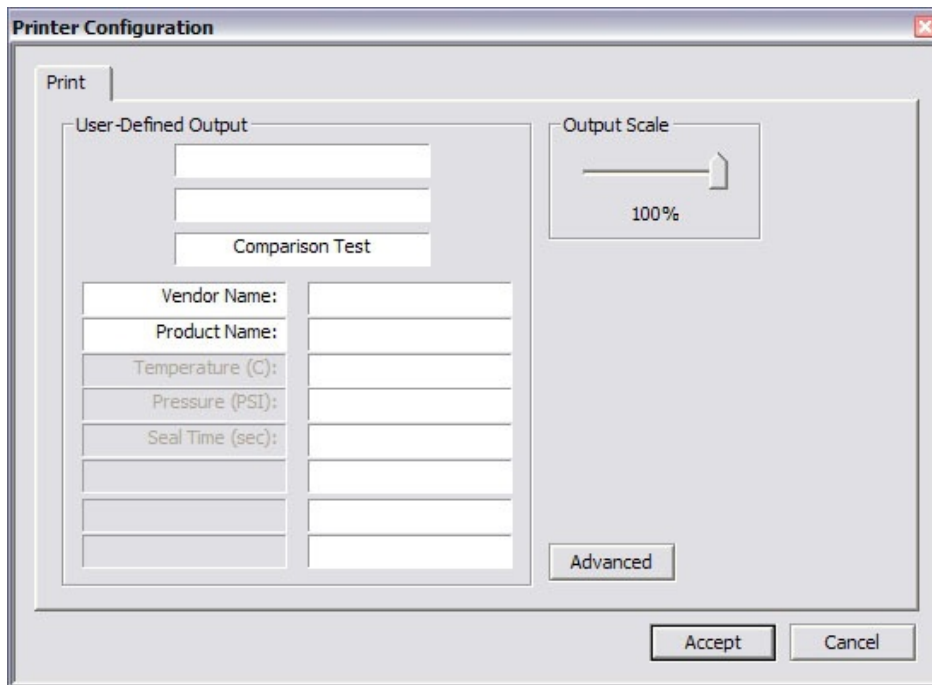 Printer Configuration
Print
User-Defined Output
Comparison Test
Vendor Name:
Product Name:
Temperature (C):
Pressure (PSI):
Seal Time (sec):
Output Scale
100%
Advanced
Accept
Cancel